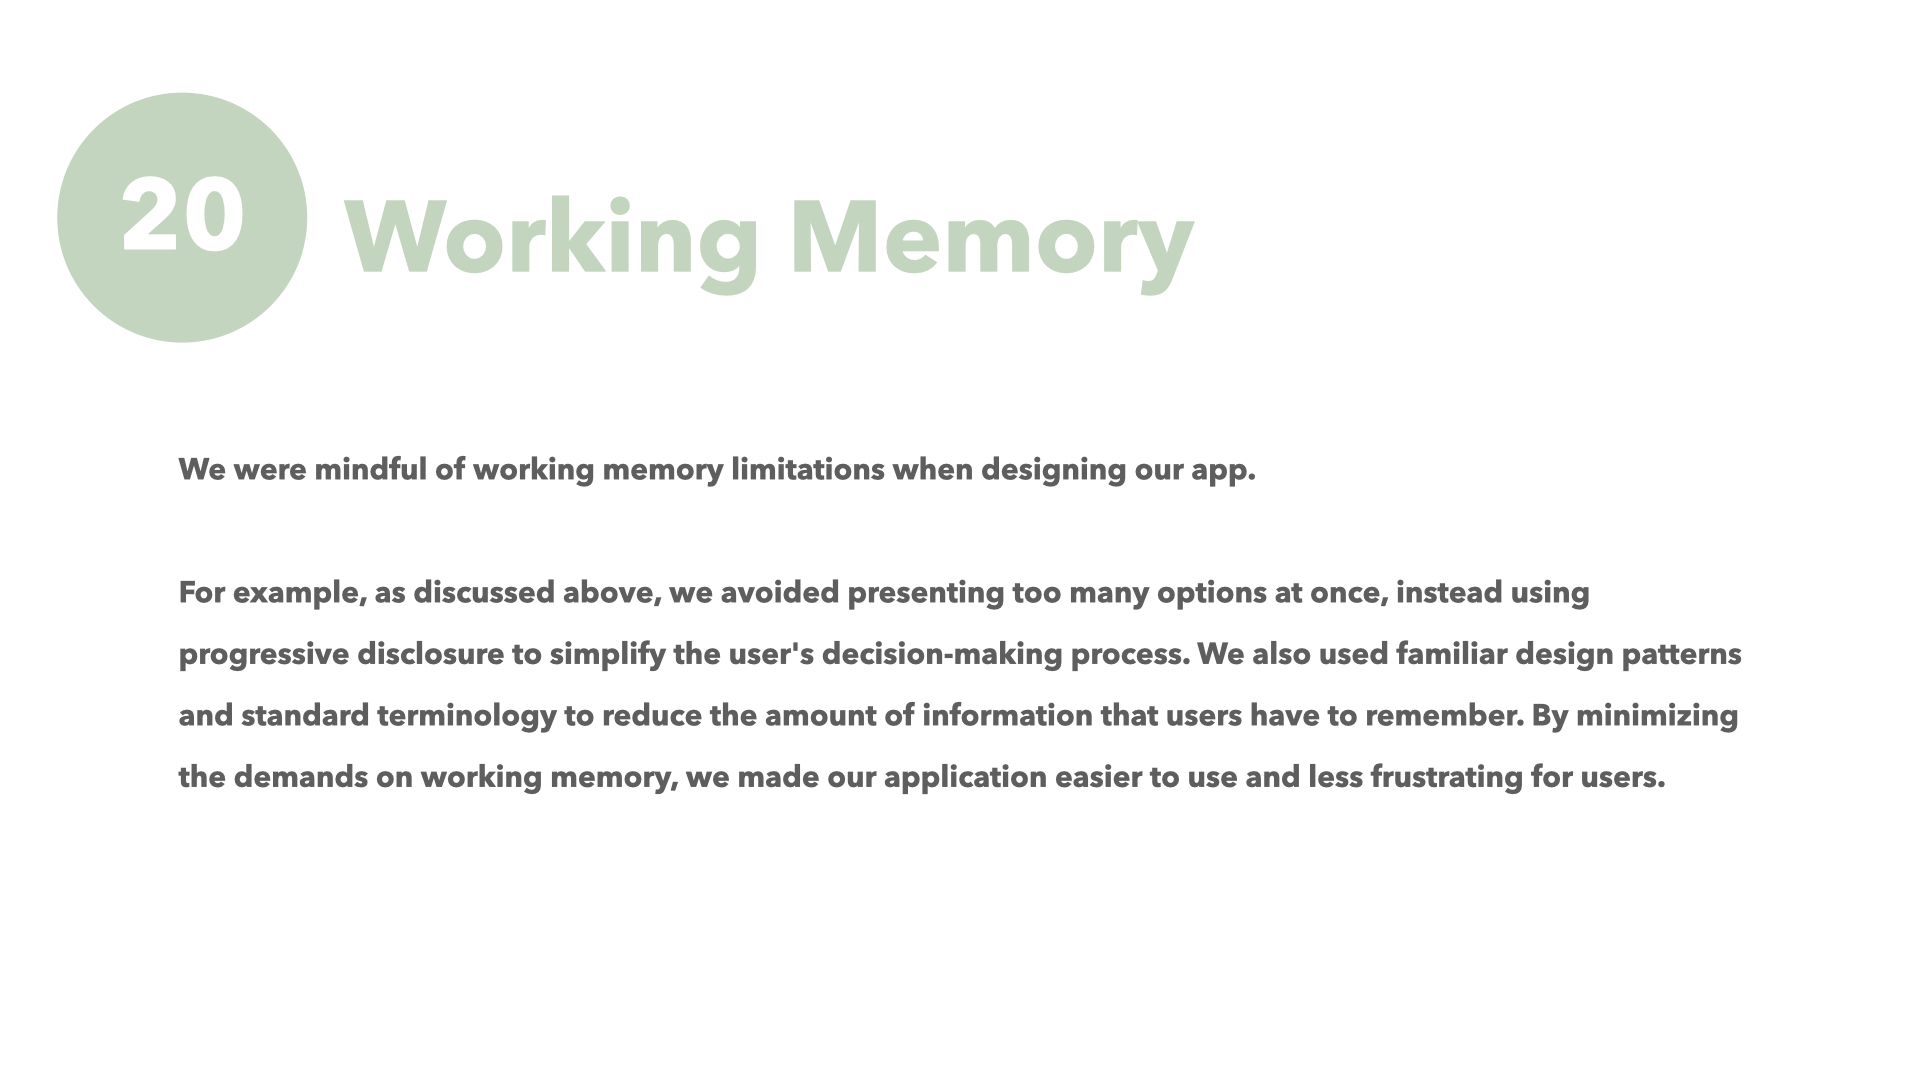 20
Working Memory
We were mindful of working memory limitations when designing our app.
For example, as discussed above, we avoided presenting too many options at once, instead using
progressive disclosure to simplify the user's decision-making process. We also used familiar design patterns
and standard terminology to reduce the amount of information that users have to remember. By minimizing
the demands on working memory, we made our application easier to use and less frustrating for users.